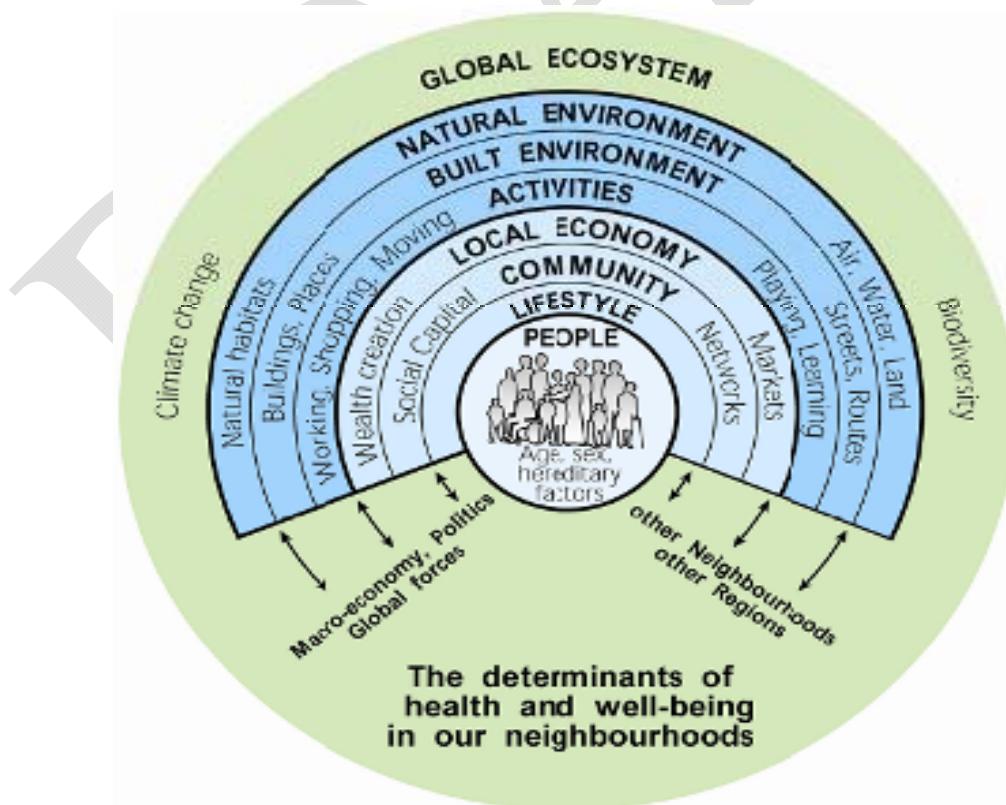 GLOBAL ECOSYSTEM
NATURAL ENVIRONMENT
BUILT ENVIRONMENT
ACTIVITIES
LOCAL ECONOMY
COMMUNITY
LIFESTYLE
PEOPLE
Age, sex,
hereditary
factors
Climate change
Natural habitats
Buildings, Places
Working, Shopping, Moving
Wealth creation
Social Capital
Networks
Markets
Playing, Learning
Streets, Routes
Air, Water, Land
Biodiversity
Macro-economy, Politics
Global forces
other Neighbourhoods
other Regions
The determinants of
health and well-being
in our neighbourhoods